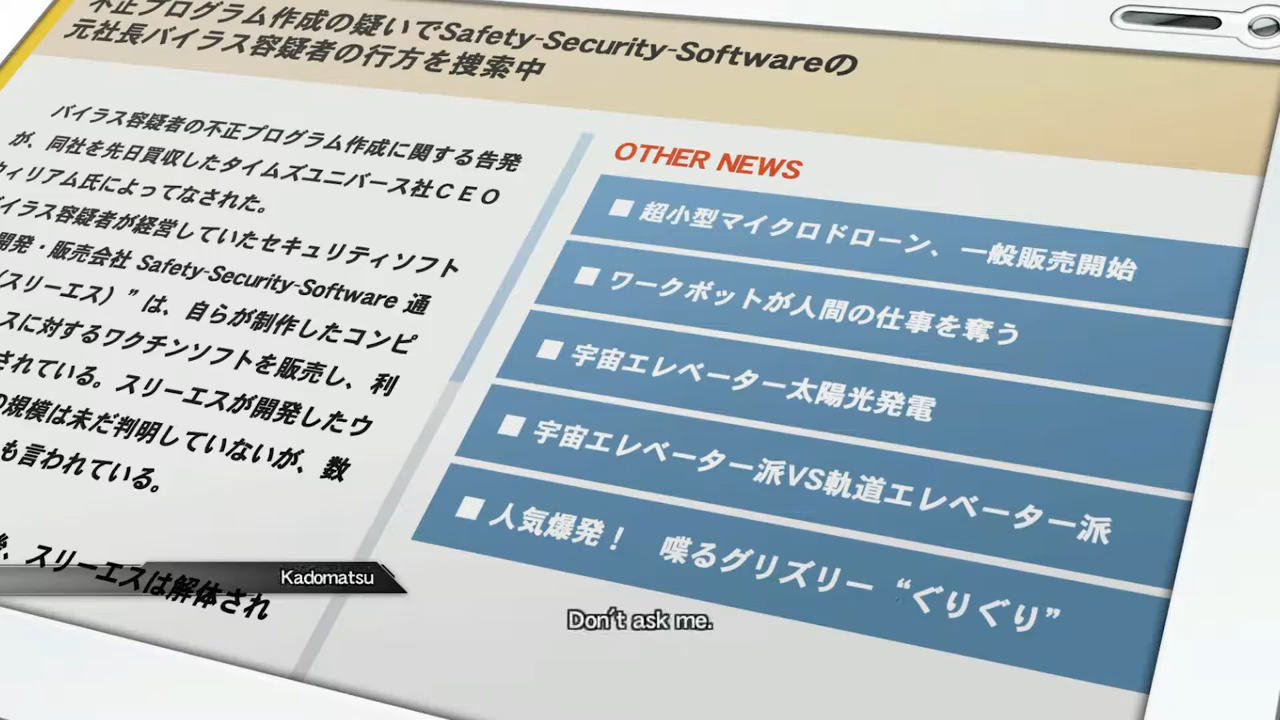 不正プログラム作成の疑いでSafety-Security-Softwareの
元社長バイラス容疑者の行方を捜索中
バイラス容疑者の不正プログラム作成に関する告発
が、同社を先日買収したタイムズユニバース社ＣＥＯ
ウィリアム氏によってなされた。
バイラス容疑者が経営していたセキュリティソフト
開発・販売会社 Safety-Security-Software 通
（スリーエス）”は、自らが制作したコンピ
スに対するワクチンソフトを販売し、利
されている。スリーエスが開発したウ
の規模は未だ判明していないが、数
も言われている。
後、スリーエスは解体され
OTHER NEWS
■ 超小型マイクロドローン、一般販売開始
■ ワークボットが人間の仕事を奪う
■ 宇宙エレベーター太陽光発電
■ 宇宙エレベーター派VS軌道エレベーター派
■ 人気爆発！　喋るグリズリー“ぐりぐり”
Kadomatsu
Don't ask me.